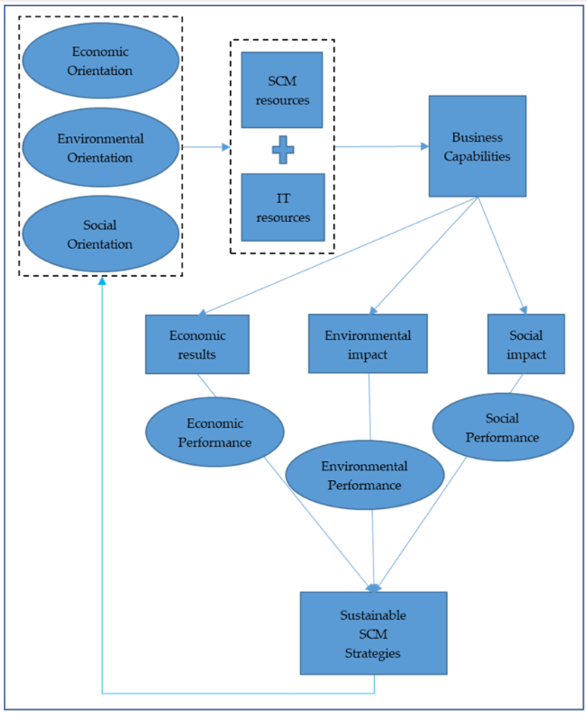 Economic
Orientation
Environmental
Orientation
Social
Orientation
SCM
resources
IT
resources
Business
Capabilities
Economic
results
Environmental
impact
Social
impact
Economic
Performance
Environmental
Performance
Social
Performance
Sustainable
SCM
Strategies